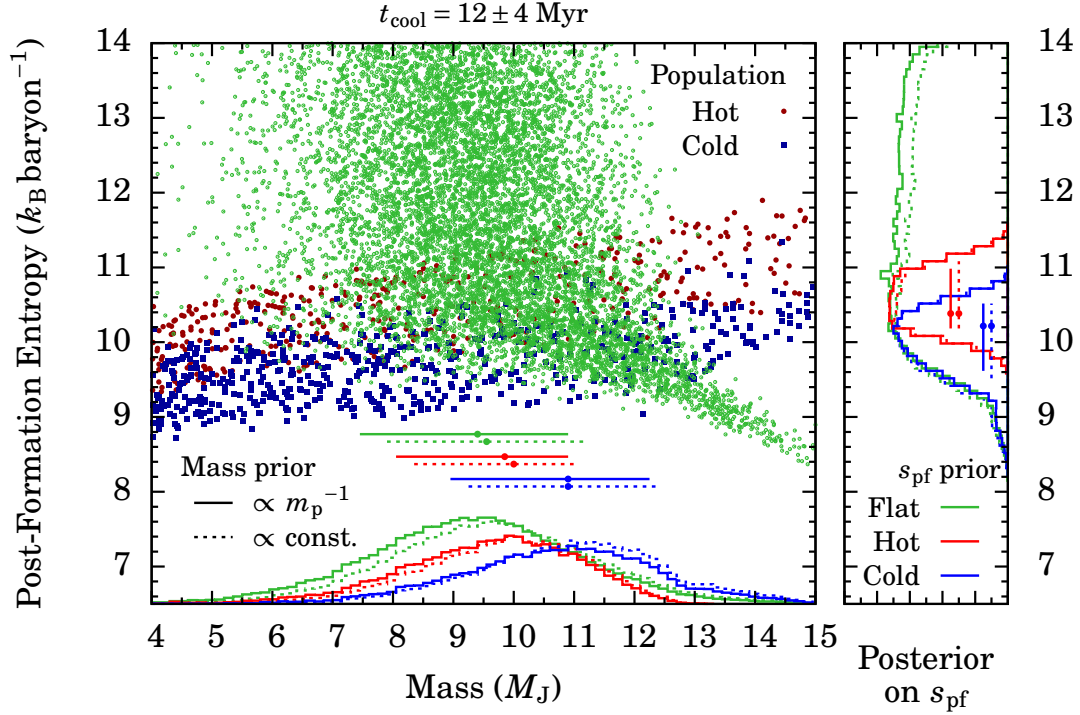 t_cool = 12 ± 4 Myr
Post-Formation Entropy (k_B baryon⁻¹)
14
13
12
11
10
9
8
7
Population
Hot
Cold
Mass prior
∝ m_p⁻¹
∝ const.
4 5 6 7 8 9 10 11 12 13 14 15
Mass (M_J)
14
13
12
11
10
9
8
7
s_pf prior
Flat
Hot
Cold
Posterior
on s_pf